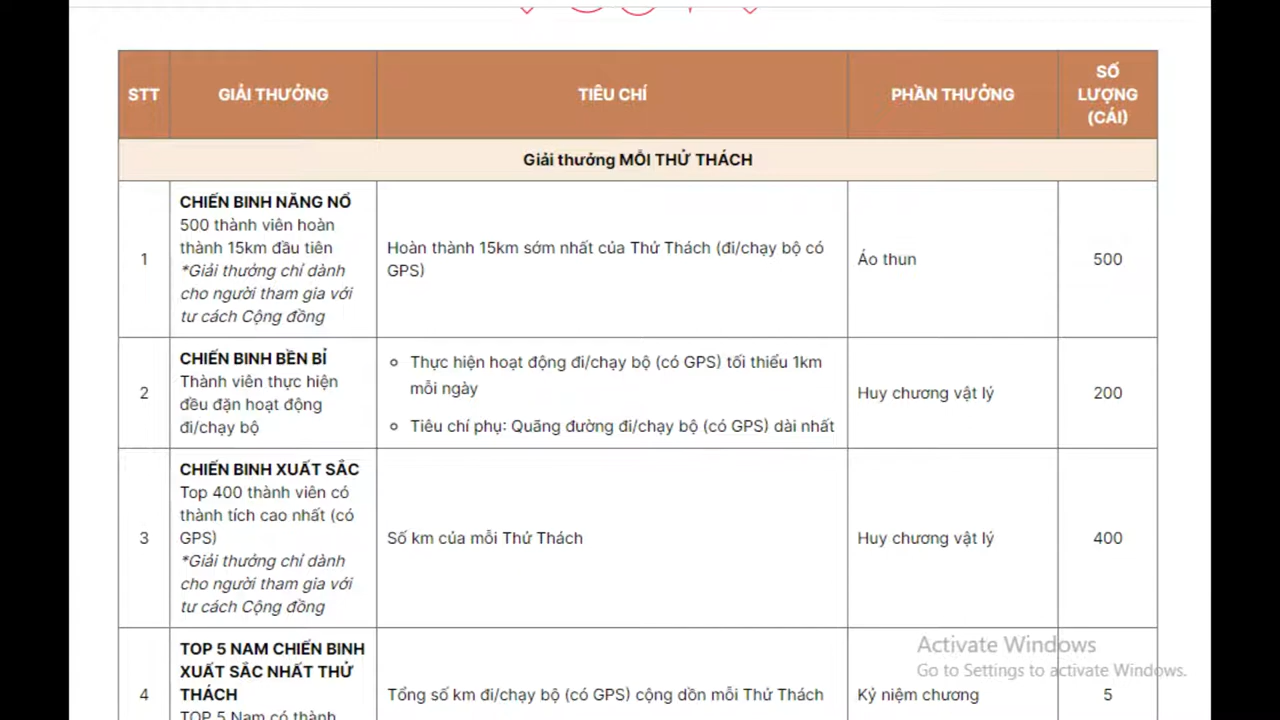 STT
GIẢI THƯỞNG
TIÊU CHÍ
PHẦN THƯỞNG
SỐ
LƯỢNG
(CÁI)
Giải thưởng MỖI THỬ THÁCH
1
CHIẾN BINH NĂNG NỔ
500 thành viên hoàn
thành 15km đầu tiên
*Giải thưởng chỉ dành
cho người tham gia với
tư cách Cộng đồng
Hoàn thành 15km sớm nhất của Thử Thách (đi/chạy bộ có
GPS)
Áo thun
500
2
CHIẾN BINH BỀN BỈ
Thành viên thực hiện
đều đặn hoạt động
đi/chạy bộ
Thực hiện hoạt động đi/chạy bộ (có GPS) tối thiểu 1km
mỗi ngày
Tiêu chí phụ: Quãng đường đi/chạy bộ (có GPS) dài nhất
Huy chương vật lý
200
3
CHIẾN BINH XUẤT SẮC
Top 400 thành viên có
thành tích cao nhất (có
GPS)
*Giải thưởng chỉ dành
cho người tham gia với
tư cách Cộng đồng
Số km của mỗi Thử Thách
Huy chương vật lý
400
4
TOP 5 NAM CHIẾN BINH
XUẤT SẮC NHẤT THỬ
THÁCH
TOP 5 Nam có thành
Tổng số km đi/chạy bộ (có GPS) cộng dồn mỗi Thử Thách
Kỷ niệm chương
5
Activate Windows
Go to Settings to activate Windows.